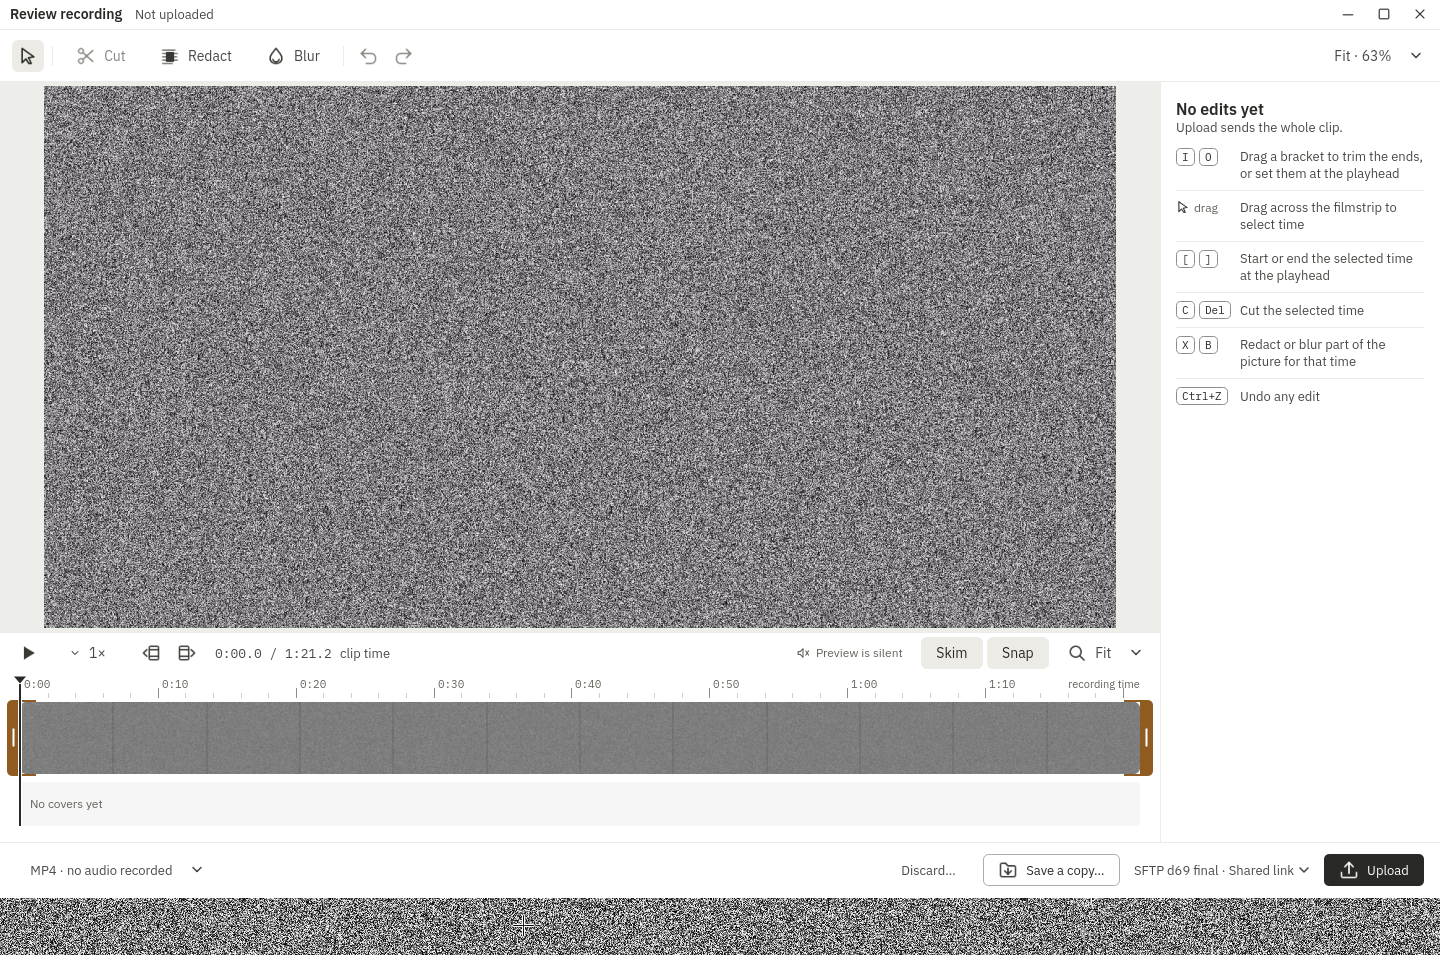 Review recording Not uploaded
Cut Redact Blur Fit · 63%
No edits yet
Upload sends the whole clip.
I O Drag a bracket to trim the ends,
or set them at the playhead
drag Drag across the filmstrip to
select time
[ ] Start or end the selected time
at the playhead
C Del Cut the selected time
X B Redact or blur part of the
picture for that time
Ctrl+Z Undo any edit
1× 0:00.0 / 1:21.2 clip time Preview is silent Skim Snap Fit
0:00 0:10 0:20 0:30 0:40 0:50 1:00 1:10 recording time
No covers yet
MP4 · no audio recorded Discard... Save a copy... SFTP d69 final · Shared link Upload